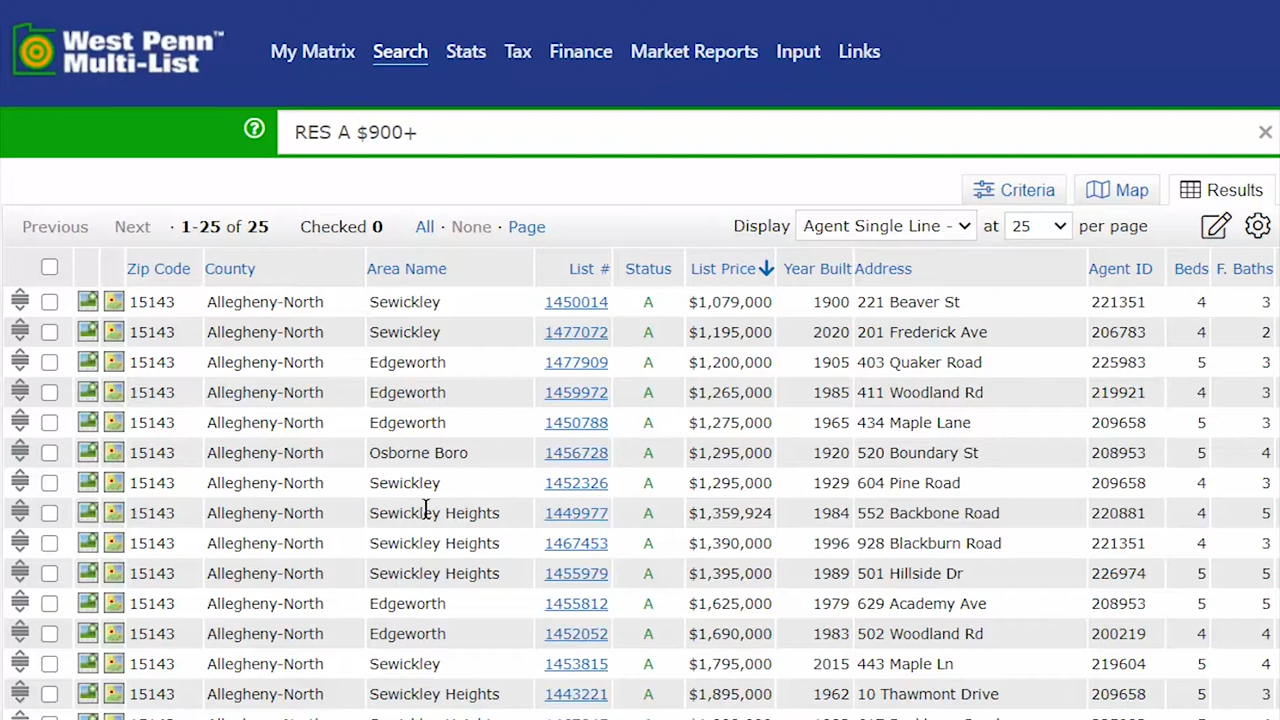 West Penn™
Multi-List
My Matrix Search Stats Tax Finance Market Reports Input Links
RES A $900+
Criteria Map Results
Previous Next · 1-25 of 25 Checked 0 All · None · Page Display Agent Single Line - at 25 per page
Zip Code County Area Name List # Status List Price Year Built Address Agent ID Beds F. Baths
15143 Allegheny-North Sewickley 1450014 A $1,079,000 1900 221 Beaver St 221351 4 3
15143 Allegheny-North Sewickley 1477072 A $1,195,000 2020 201 Frederick Ave 206783 4 2
15143 Allegheny-North Edgeworth 1477909 A $1,200,000 1905 403 Quaker Road 225983 5 3
15143 Allegheny-North Edgeworth 1459972 A $1,265,000 1985 411 Woodland Rd 219921 4 3
15143 Allegheny-North Edgeworth 1450788 A $1,275,000 1965 434 Maple Lane 209658 5 3
15143 Allegheny-North Osborne Boro 1456728 A $1,295,000 1920 520 Boundary St 208953 5 4
15143 Allegheny-North Sewickley 1452326 A $1,295,000 1929 604 Pine Road 209658 4 3
15143 Allegheny-North Sewickley Heights 1449977 A $1,359,924 1984 552 Backbone Road 220881 4 5
15143 Allegheny-North Sewickley Heights 1467453 A $1,390,000 1996 928 Blackburn Road 221351 4 3
15143 Allegheny-North Sewickley Heights 1455979 A $1,395,000 1989 501 Hillside Dr 226974 5 5
15143 Allegheny-North Edgeworth 1455812 A $1,625,000 1979 629 Academy Ave 208953 5 5
15143 Allegheny-North Edgeworth 1452052 A $1,690,000 1983 502 Woodland Rd 200219 4 4
15143 Allegheny-North Sewickley 1453815 A $1,795,000 2015 443 Maple Ln 219604 5 4
15143 Allegheny-North Sewickley Heights 1443221 A $1,895,000 1962 10 Thawmont Drive 209658 5 3